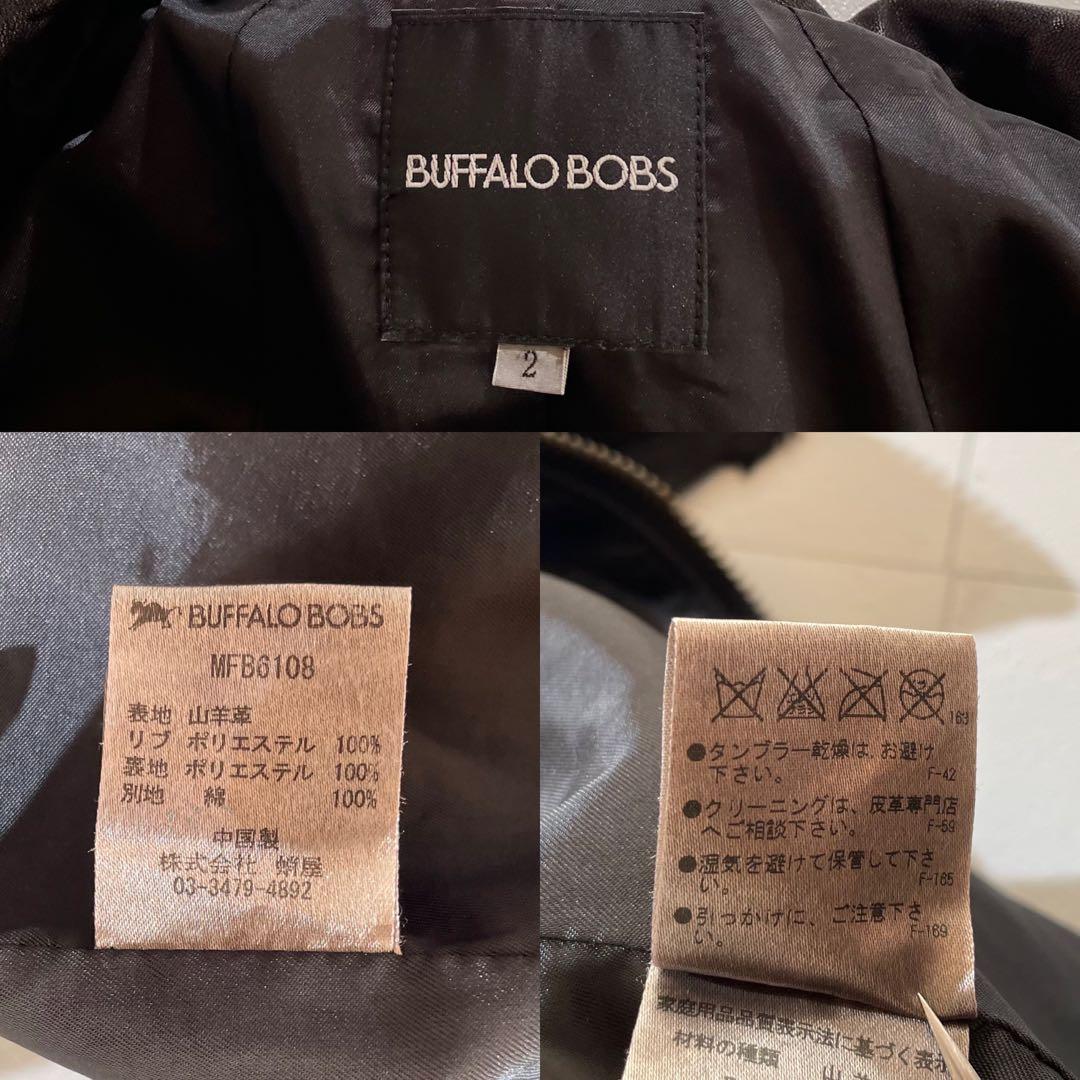 BUFFALO BOBS
2
BUFFALO BOBS
MFB6108
表地 山羊革
リブ ポリエステル 100%
裏地 ポリエステル 100%
別地 綿 100%
中国製
株式会社 蛸屋
03-3479-4892
169
●タンブラー乾燥は、お避け
下さい。 F-42
●クリーニングは、皮革専門店
へご相談下さい。 F-59
●湿気を避けて保管して下さ
い。 F-165
●引っかけに、ご注意下さ
い。 F-169
家庭用品品質表示法に基づく表示
材料の種類 山羊